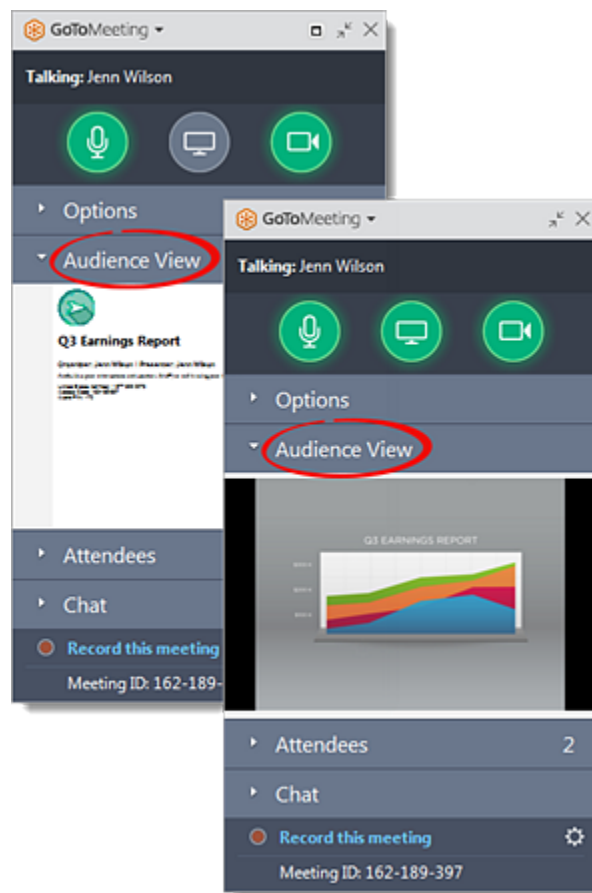 GoToMeeting
Talking: Jenn Wilson
Options
Audience View
Q3 Earnings Report
Attendees
Chat
Record this meeting
Meeting ID: 162-189-
GoToMeeting
Talking: Jenn Wilson
Options
Audience View
Q3 EARNINGS REPORT
Attendees 2
Chat
Record this meeting
Meeting ID: 162-189-397